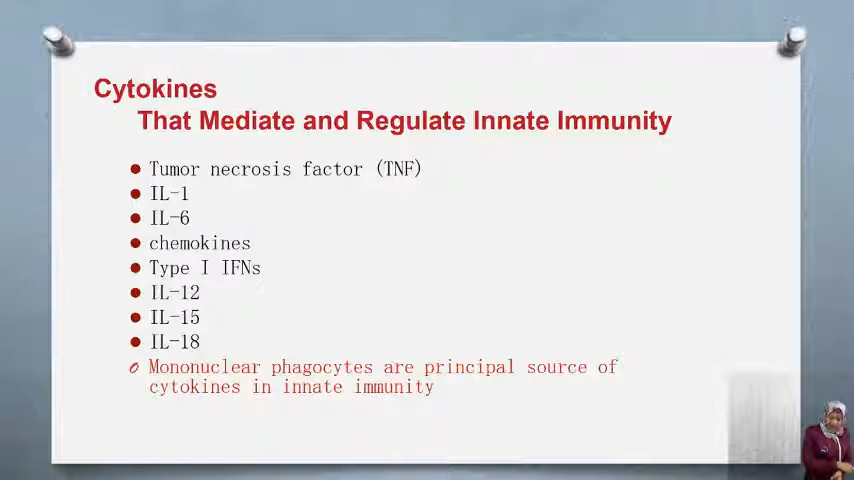 Cytokines
That Mediate and Regulate Innate Immunity
● Tumor necrosis factor (TNF)
● IL-1
● IL-6
● chemokines
● Type I IFNs
● IL-12
● IL-15
● IL-18
O Mononuclear phagocytes are principal source of
cytokines in innate immunity